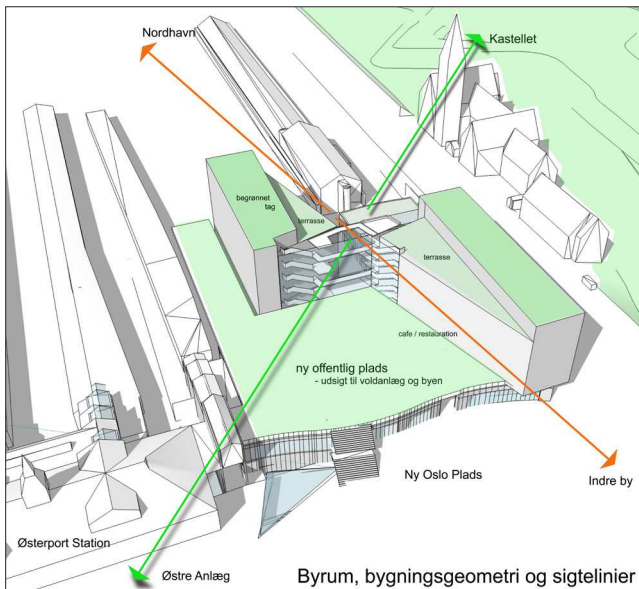 Nordhavn
Kastellet
begrønnet
tag
terrasse
terrasse
cafe / restauration
ny offentlig plads
- udsigt til voldanlæg og byen
Ny Oslo Plads
Indre by
Østerport Station
Østre Anlæg
Byrum, bygningsgeometri og sigtelinier